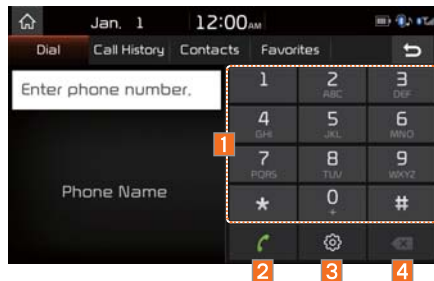 Jan. 1 12:00AM
Dial Call History Contacts Favorites
Enter phone number.
Phone Name
1 2 ABC 3 DEF
4 GHI 5 JKL 6 MNO
7 PQRS 8 TUV 9 WXYZ
* 0 + #
1
2 3 4